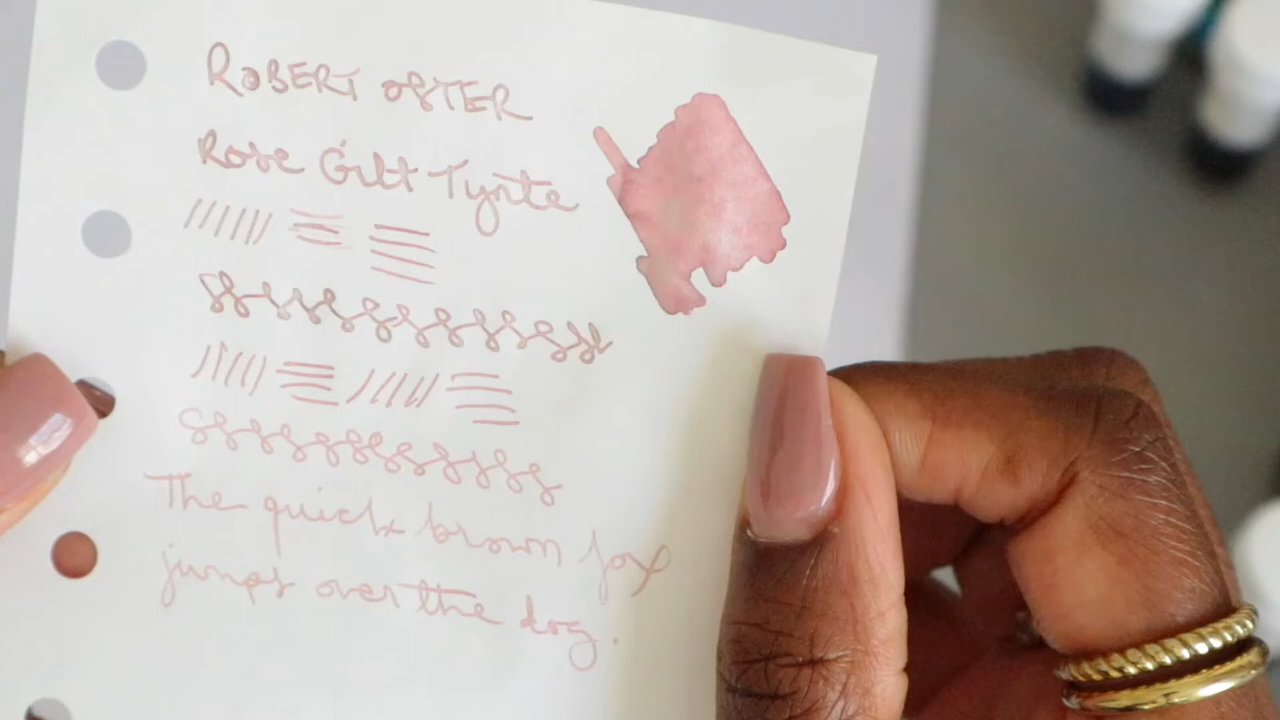 ROBERT OSTER
Rose Gilt Tynte
The quick brown fox
jumps over the dog.